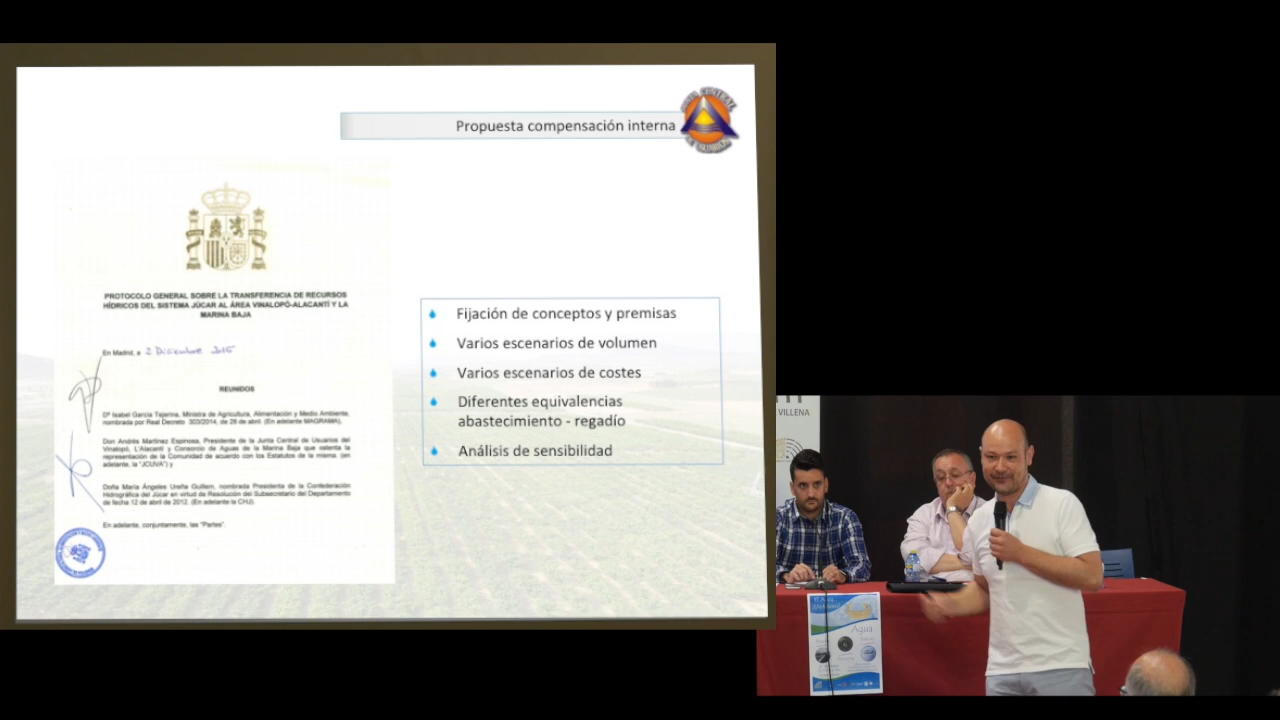 Propuesta compensación interna
JUNTA CENTRAL
DE USUARIOS
PROTOCOLO GENERAL SOBRE LA TRANSFERENCIA DE RECURSOS
HÍDRICOS DEL SISTEMA JÚCAR AL ÁREA VINALOPÓ-ALACANTÍ Y LA
MARINA BAJA
En Madrid, a 2 Diciembre 2015
REUNIDOS
Dª Isabel García Tejerina, Ministra de Agricultura, Alimentación y Medio Ambiente,
nombrada por Real Decreto 303/2014, de 28 de abril. (En adelante MAGRAMA).
Don Andrés Martínez Espinosa, Presidente de la Junta Central de Usuarios del
Vinalopó, L'Alacantí y Consorcio de Aguas de la Marina Baja que ostenta la
representación de la Comunidad de acuerdo con los Estatutos de la misma. (en
adelante, la "JCUVA") y
Doña María Ángeles Ureña Guillem, nombrada Presidenta de la Confederación
Hidrográfica del Júcar en virtud de Resolución del Subsecretario del Departamento
de fecha 12 de abril de 2012. (En adelante la CHJ).
En adelante, conjuntamente, las "Partes".
Fijación de conceptos y premisas
Varios escenarios de volumen
Varios escenarios de costes
Diferentes equivalencias
abastecimiento - regadío
Análisis de sensibilidad
VILLENA
Aqua